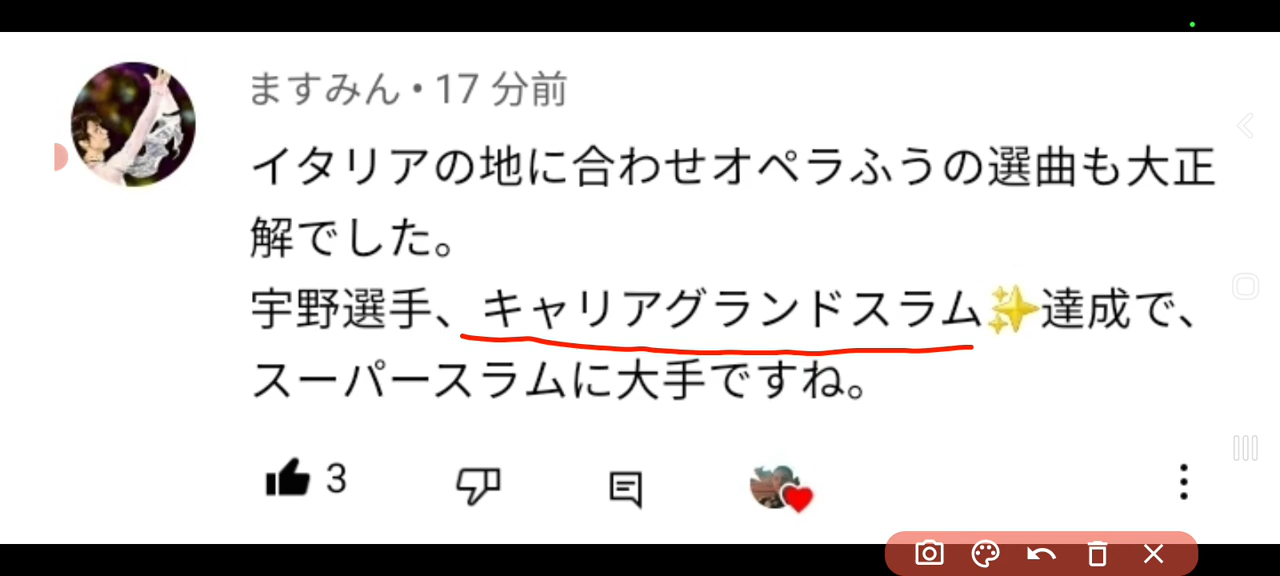 ますみん • 17 分前
イタリアの地に合わせオペラふうの選曲も大正
解でした。
宇野選手、キャリアグランドスラム✨達成で、
スーパースラムに大手ですね。
3